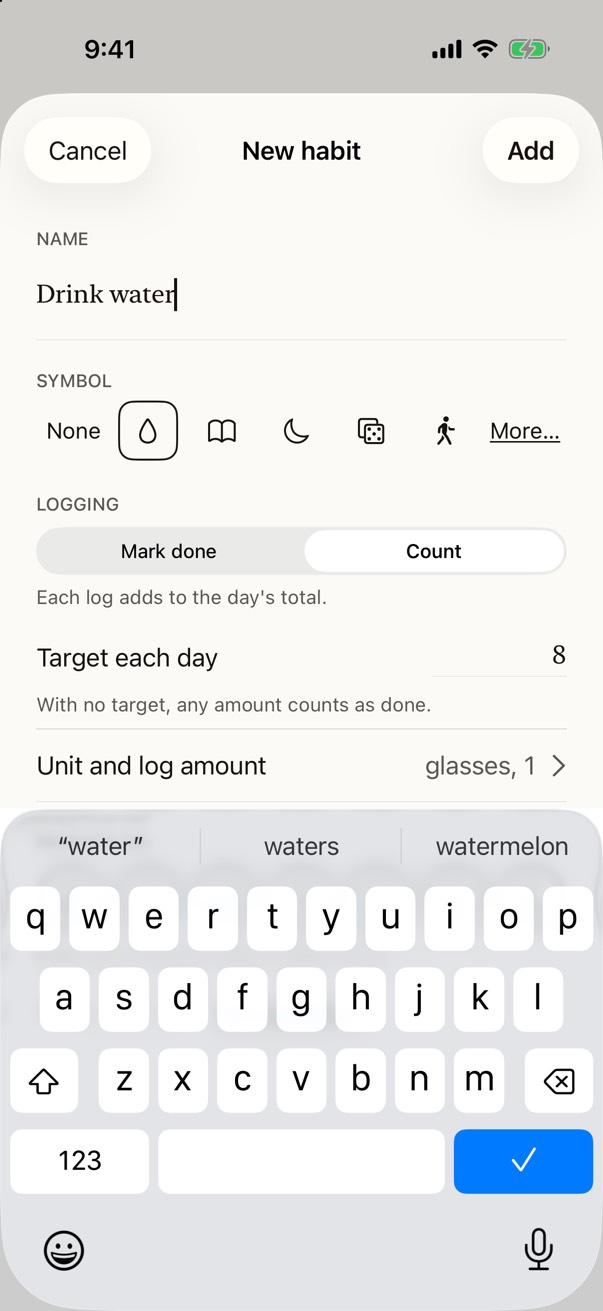 9:41
Cancel
New habit
Add
NAME
Drink water
SYMBOL
None
More...
LOGGING
Mark done
Count
Each log adds to the day's total.
Target each day
8
With no target, any amount counts as done.
Unit and log amount
glasses, 1
“water”
waters
watermelon
q w e r t y u i o p
a s d f g h j k l
z x c v b n m
123